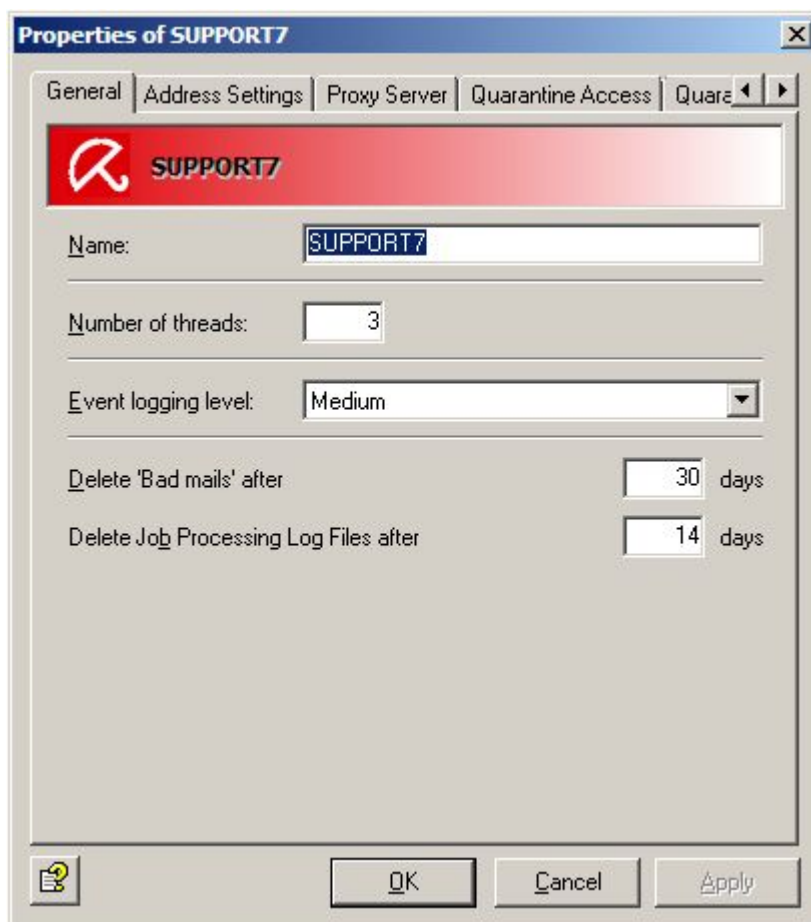 Properties of SUPPORT7
General Address Settings Proxy Server Quarantine Access
SUPPORT7
Name: SUPPORT7
Number of threads: 3
Event logging level: Medium
Delete 'Bad mails' after 30 days
Delete Job Processing Log Files after 14 days
OK Cancel Apply